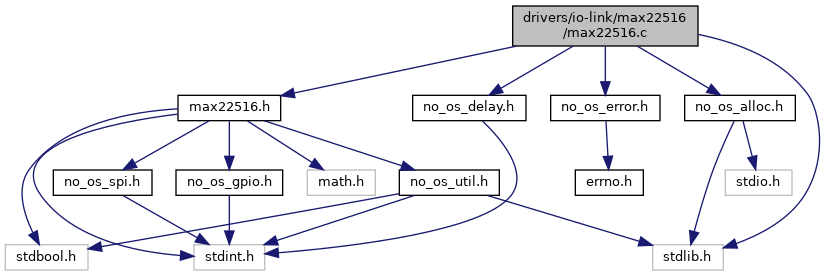 drivers/io-link/max22516
/max22516.c
max22516.h
no_os_delay.h
no_os_error.h
no_os_alloc.h
no_os_spi.h
no_os_gpio.h
math.h
no_os_util.h
errno.h
stdio.h
stdbool.h
stdint.h
stdlib.h